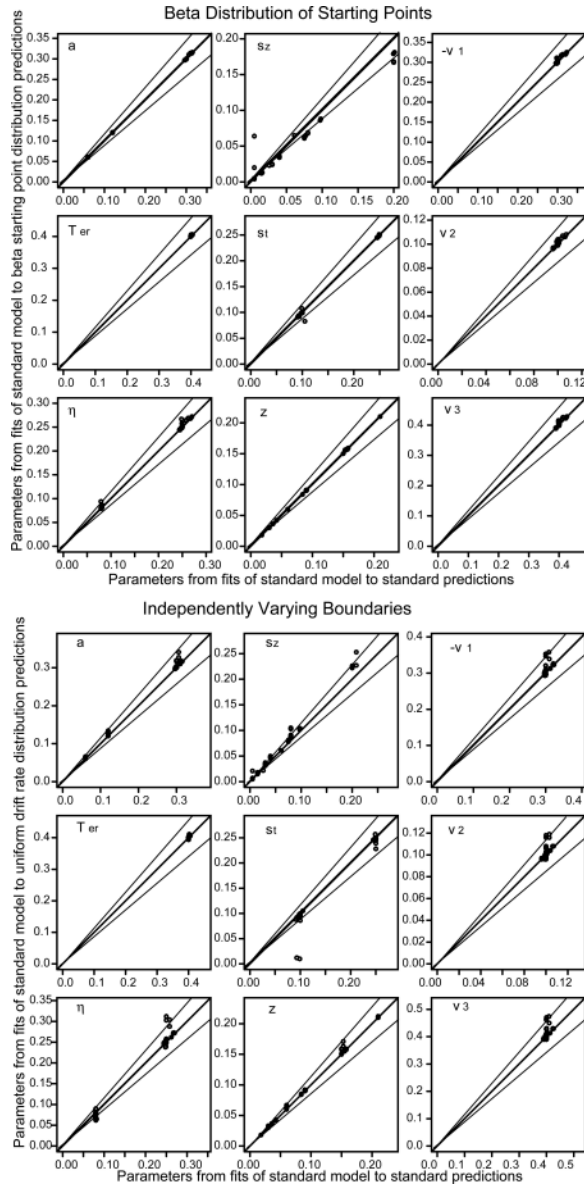 Beta Distribution of Starting Points
Parameters from fits of standard model to beta starting point distribution predictions
a
0.35
0.30
0.25
0.20
0.15
0.10
0.05
0.00
0.00 0.10 0.20 0.30
sz
0.20
0.15
0.10
0.05
0.00
0.00 0.05 0.10 0.15 0.20
-v 1
0.35
0.30
0.25
0.20
0.15
0.10
0.05
0.00
0.00 0.10 0.20 0.30
T er
0.4
0.3
0.2
0.1
0.0
0.0 0.1 0.2 0.3 0.4
st
0.25
0.20
0.15
0.10
0.05
0.00
0.00 0.10 0.20
v 2
0.12
0.10
0.08
0.06
0.04
0.02
0.00
0.00 0.04 0.08 0.12
η
0.30
0.25
0.20
0.15
0.10
0.05
0.00
0.00 0.10 0.20 0.30
z
0.20
0.15
0.10
0.05
0.00
0.00 0.05 0.10 0.15 0.20
v 3
0.4
0.3
0.2
0.1
0.0
0.0 0.1 0.2 0.3 0.4
Parameters from fits of standard model to standard predictions
Independently Varying Boundaries
Parameters from fits of standard model to uniform drift rate distribution predictions
a
0.3
0.2
0.1
0.0
0.0 0.1 0.2 0.3
sz
0.25
0.20
0.15
0.10
0.05
0.00
0.00 0.10 0.20
-v 1
0.4
0.3
0.2
0.1
0.0
0.0 0.1 0.2 0.3 0.4
T er
0.4
0.3
0.2
0.1
0.0
0.0 0.1 0.2 0.3 0.4
st
0.25
0.20
0.15
0.10
0.05
0.00
0.00 0.10 0.20
v 2
0.12
0.10
0.08
0.06
0.04
0.02
0.00
0.00 0.04 0.08 0.12
η
0.35
0.30
0.25
0.20
0.15
0.10
0.05
0.00
0.00 0.10 0.20 0.30
z
0.20
0.15
0.10
0.05
0.00
0.00 0.05 0.10 0.15 0.20
v 3
0.5
0.4
0.3
0.2
0.1
0.0
0.0 0.1 0.2 0.3 0.4 0.5
Parameters from fits of standard model to standard predictions